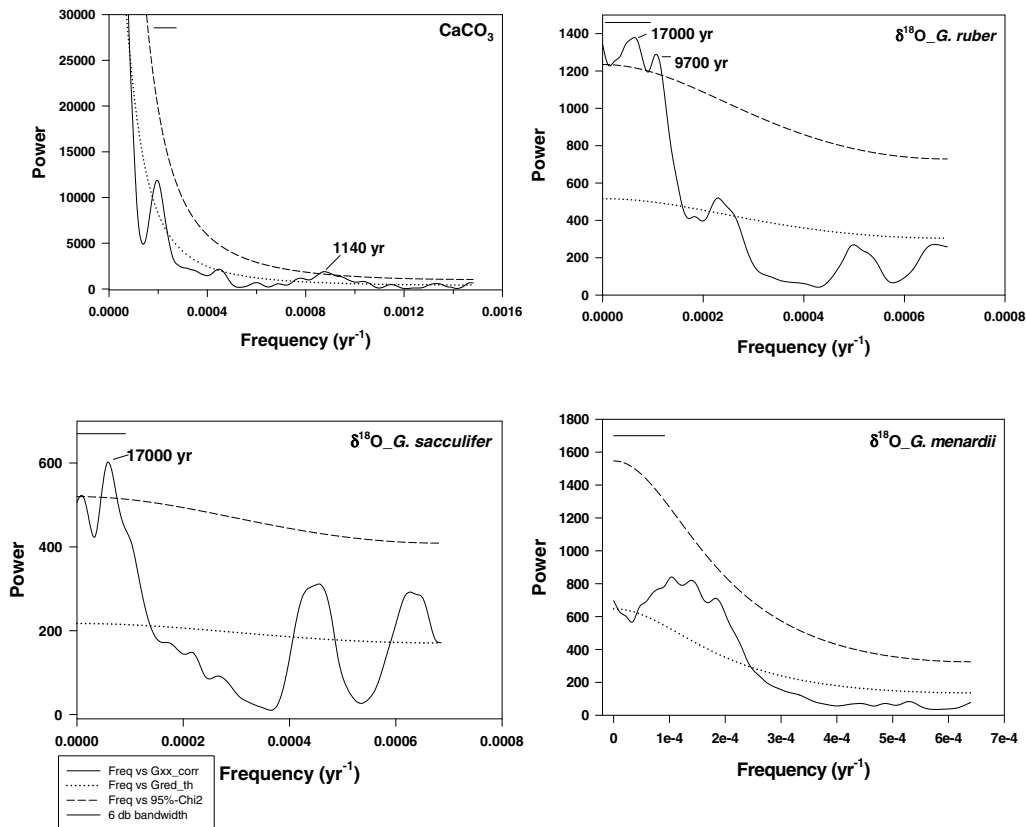 CaCO₃
30000
25000
20000
15000
10000
5000
0
Power
1140 yr
0.0000 0.0004 0.0008 0.0012 0.0016
Frequency (yr⁻¹)
δ¹⁸O_G. ruber
1400
1200
1000
800
600
400
200
0
Power
17000 yr
9700 yr
0.0000 0.0002 0.0004 0.0006 0.0008
Frequency (yr⁻¹)
δ¹⁸O_G. sacculifer
600
400
200
0
Power
17000 yr
0.0000 0.0002 0.0004 0.0006 0.0008
Frequency (yr⁻¹)
Freq vs Gxx_corr
Freq vs Gred_th
Freq vs 95%-Chi2
6 db bandwidth
δ¹⁸O_G. menardii
1800
1600
1400
1200
1000
800
600
400
200
0
Power
0 1e-4 2e-4 3e-4 4e-4 5e-4 6e-4 7e-4
Frequency (yr⁻¹)